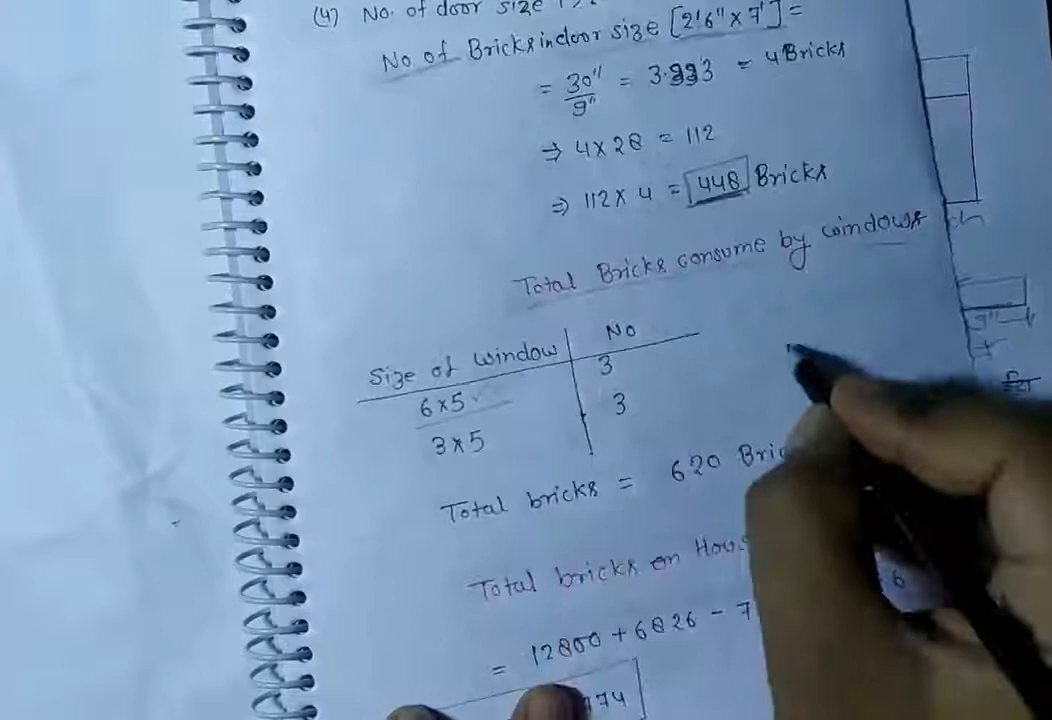 (4) No. of door size
No of Bricks in door size [2'6" x 7'] =
= 30"/9" = 3.333 = 4 Bricks
⇒ 4 x 28 = 112
⇒ 112 x 4 = 448 Bricks
Total Bricks consume by windows
Size of window | No
6x5 | 3
3x5 | 3
Total bricks = 620
Total bricks on
= 12800 + 6826 - 7
774
9"